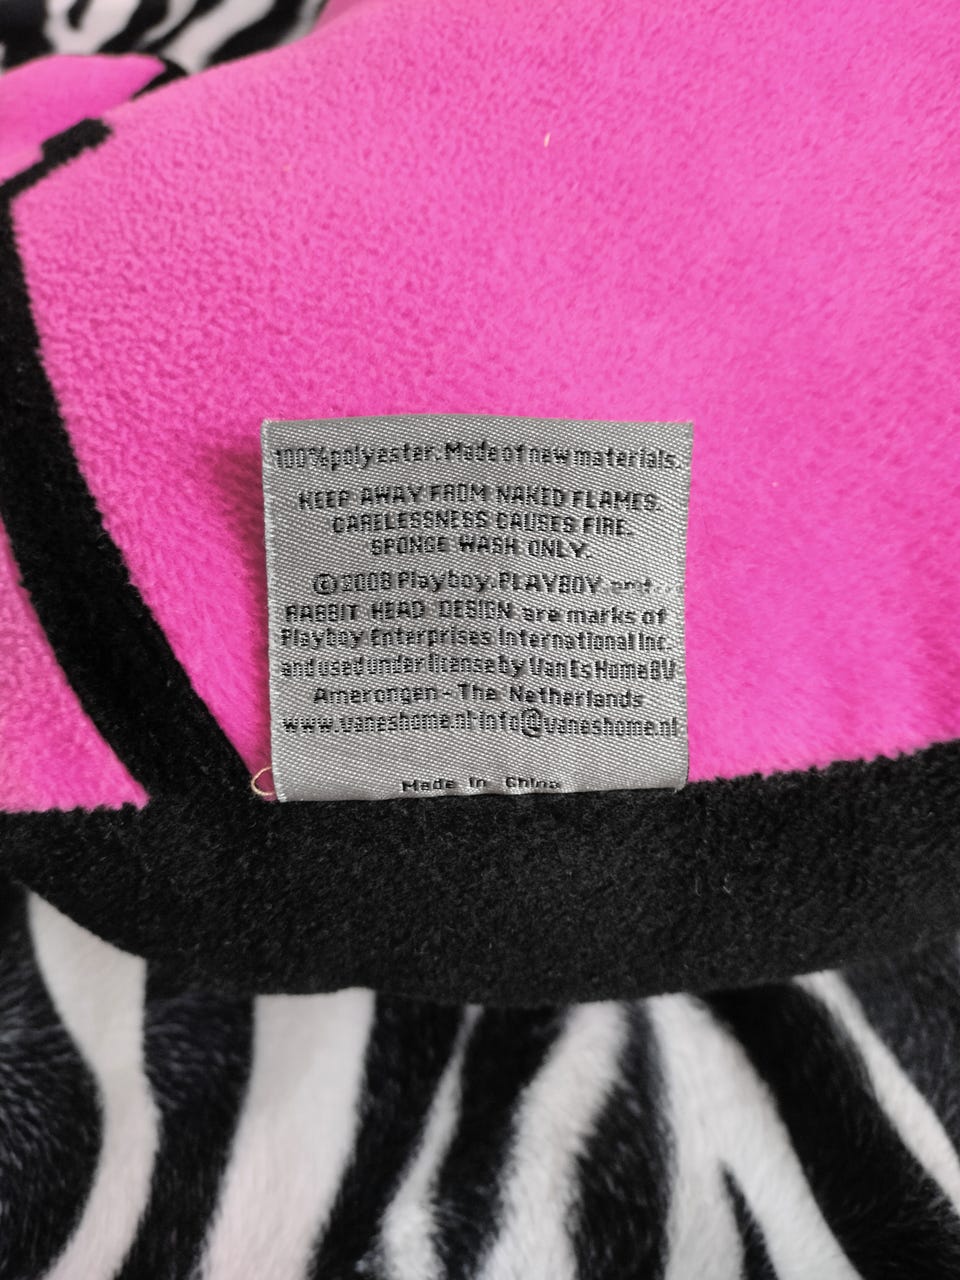 100% polyester. Made of new materials.
KEEP AWAY FROM NAKED FLAMES.
CARELESSNESS CAUSES FIRE.
SPONGE WASH ONLY.
©2008 Playboy. PLAYBOY and
RABBIT HEAD DESIGN are marks of
Playboy Enterprises International Inc.
and used under license by Van Es Home BV
Amerongen - The Netherlands
www.vaneshome.nl-info@vaneshome.nl
Made in China